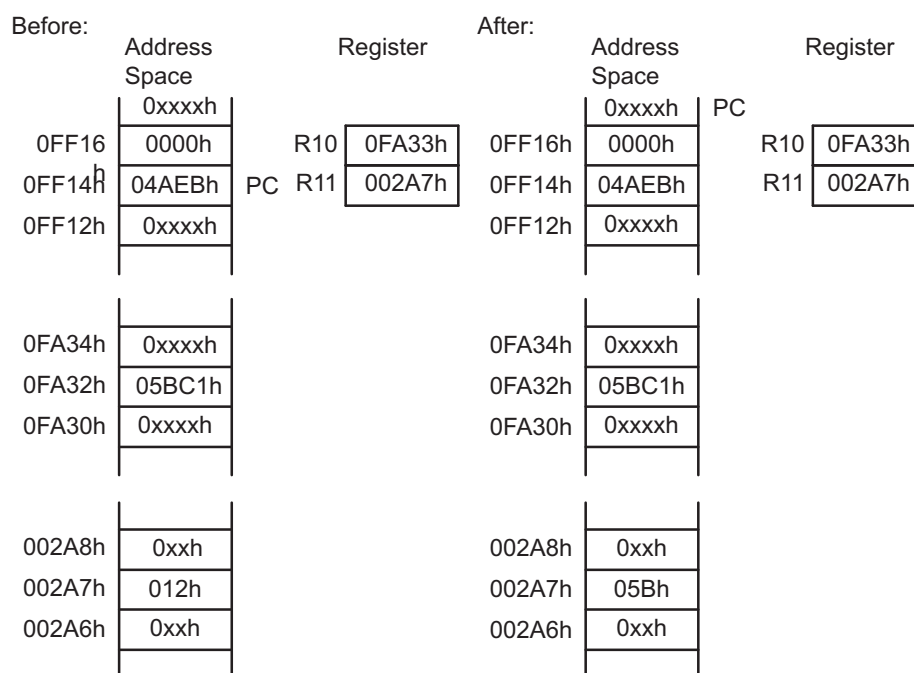 Before:
Address
Space
Register
0xxxxh
0FF16
h
0000h
R10
0FA33h
0FF14h
04AEBh
PC
R11
002A7h
0FF12h
0xxxxh
0FA34h
0xxxxh
0FA32h
05BC1h
0FA30h
0xxxxh
002A8h
0xxh
002A7h
012h
002A6h
0xxh
After:
Address
Space
Register
0xxxxh
PC
0FF16h
0000h
R10
0FA33h
0FF14h
04AEBh
R11
002A7h
0FF12h
0xxxxh
0FA34h
0xxxxh
0FA32h
05BC1h
0FA30h
0xxxxh
002A8h
0xxh
002A7h
05Bh
002A6h
0xxh